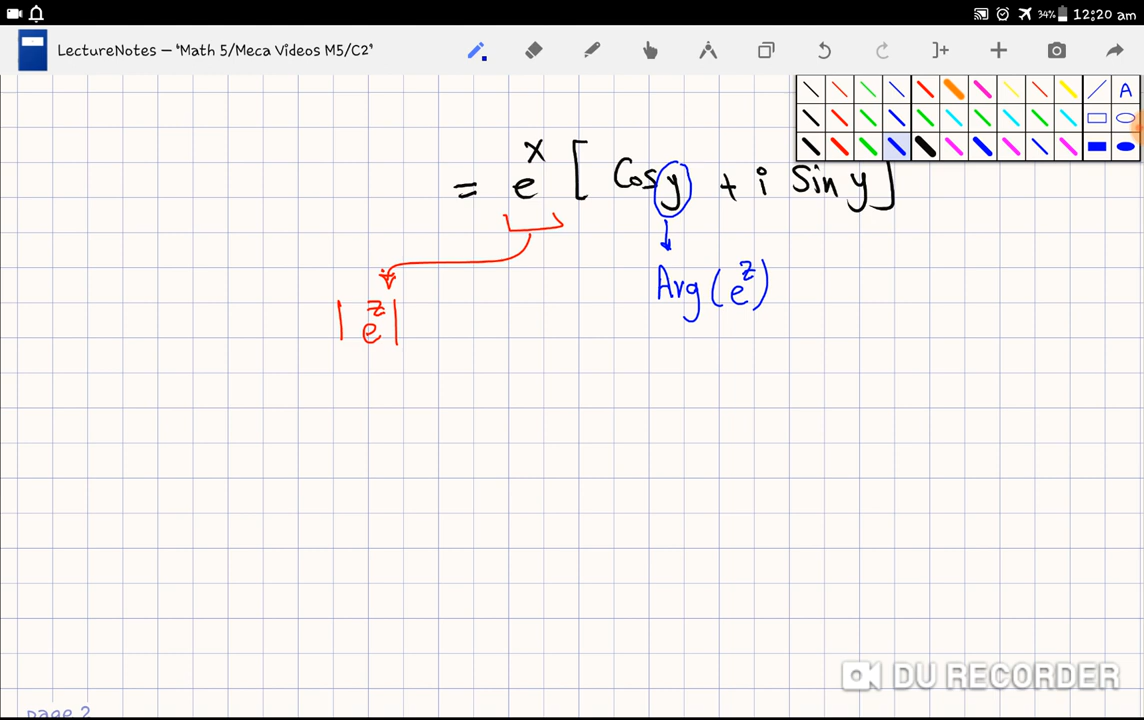 34% 12:20 am
LectureNotes – ‘Math 5/Meca Videos M5/C2’
A
= e^x [ Cos y + i Sin y ]
Arg(e^z)
|e^z|
DU RECORDER
page 2